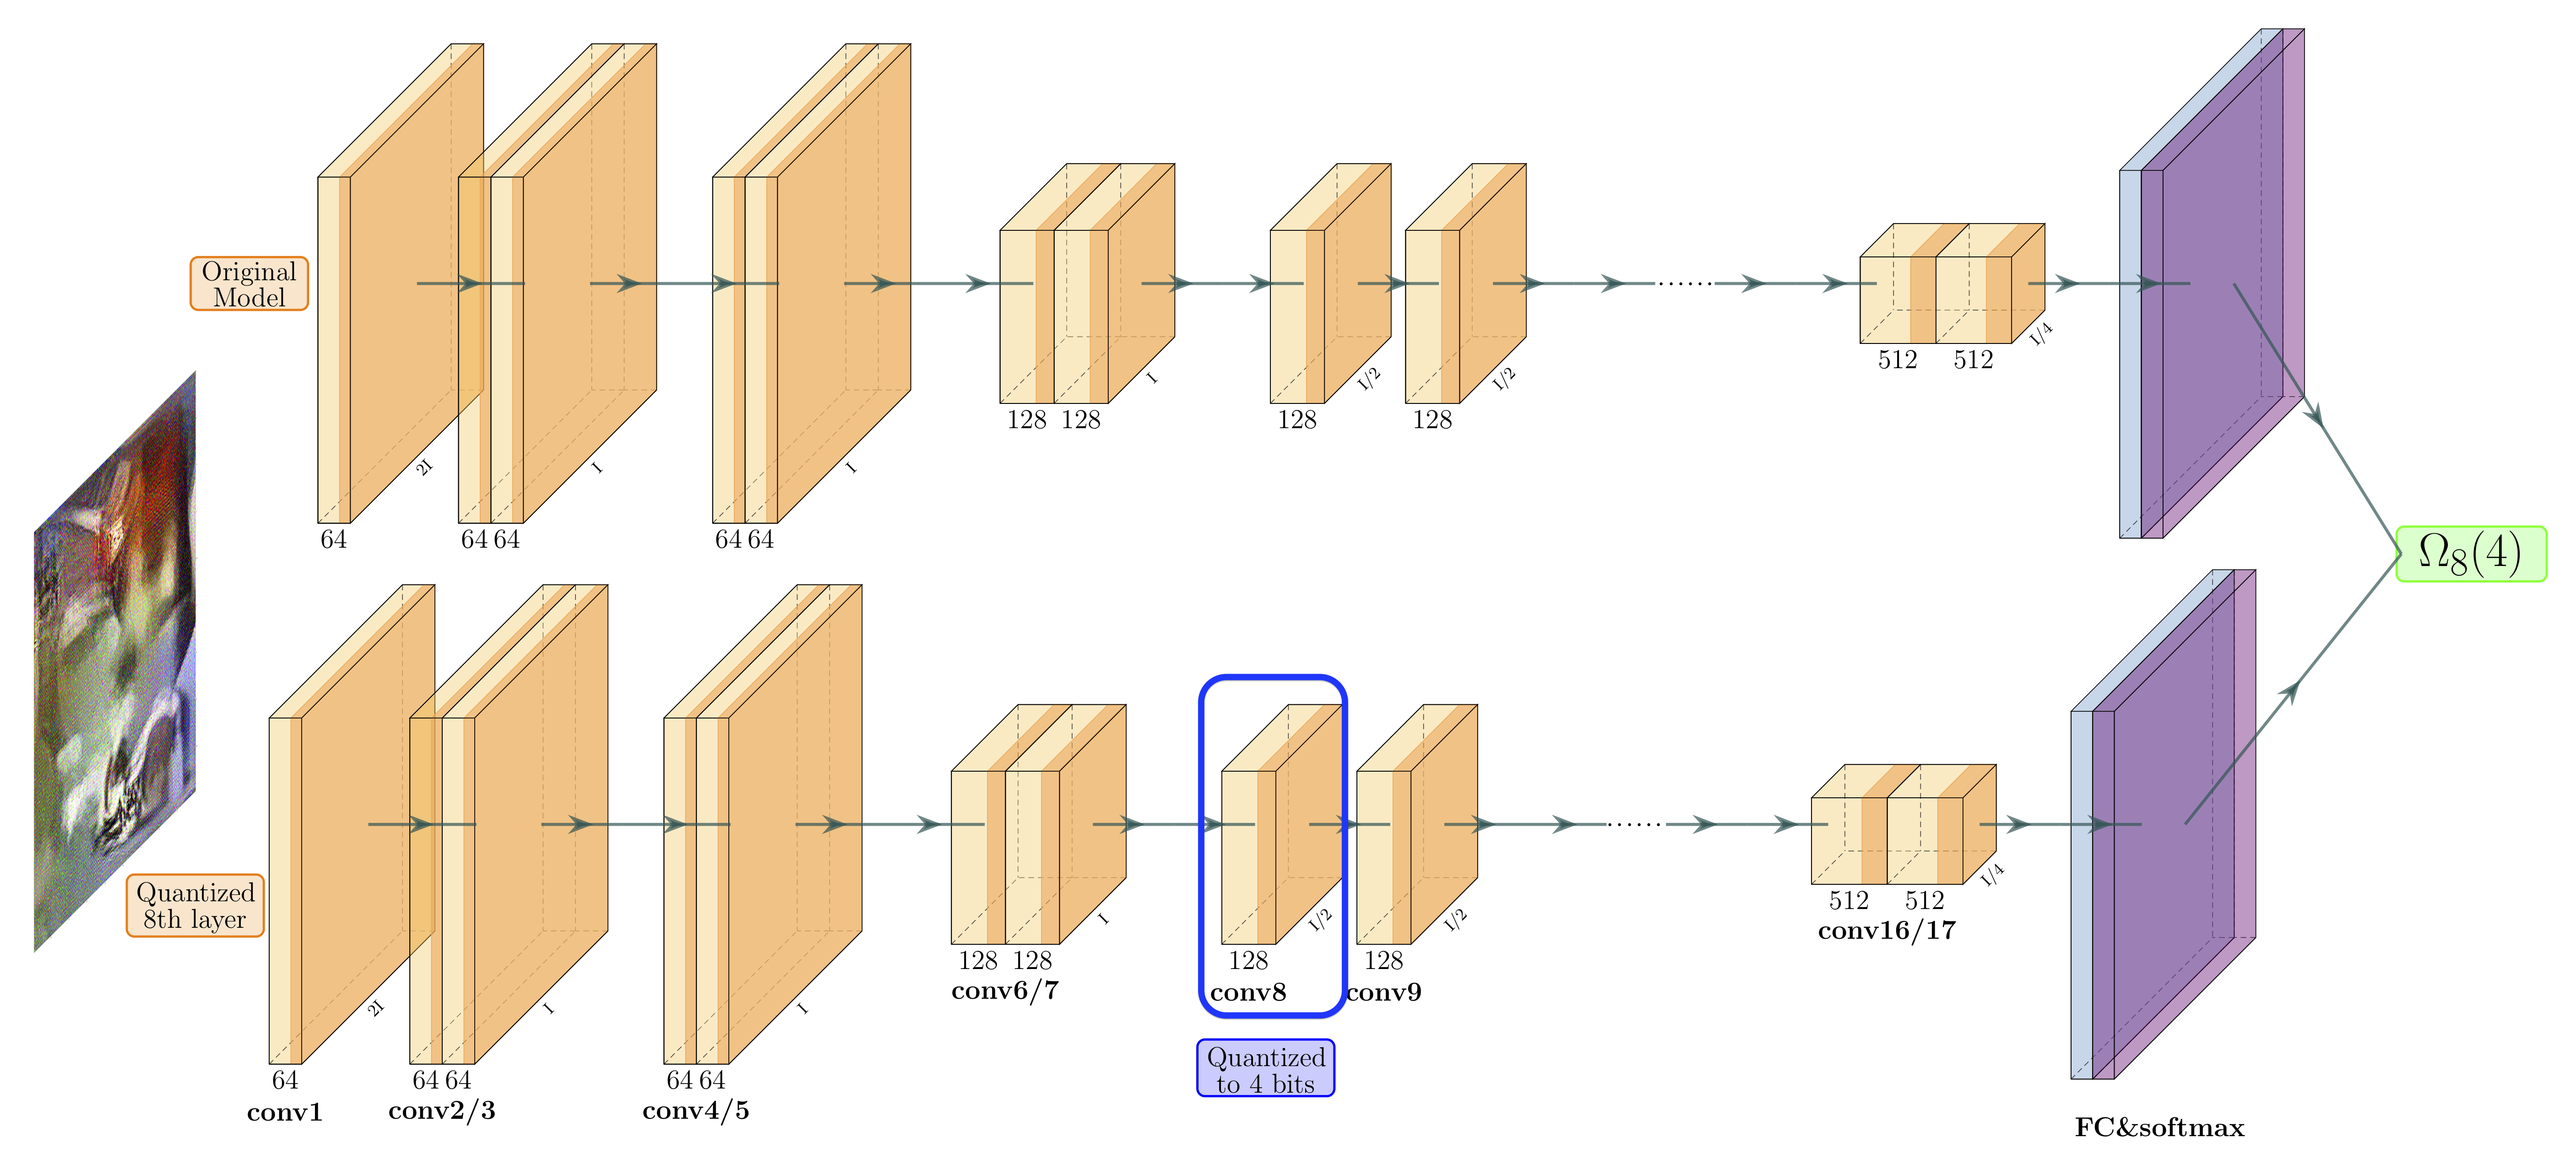 Original
Model
2I
I
I
64
64 64
64 64
128 128
I
128
I/2
128
I/2
......
512 512
I/4
Ω8(4)
Quantized
8th layer
64
2I
conv1
64 64
I
conv2/3
64 64
I
conv4/5
128 128
I
conv6/7
128
I/2
conv8
128
I/2
conv9
......
512 512
I/4
conv16/17
Quantized
to 4 bits
FC&softmax